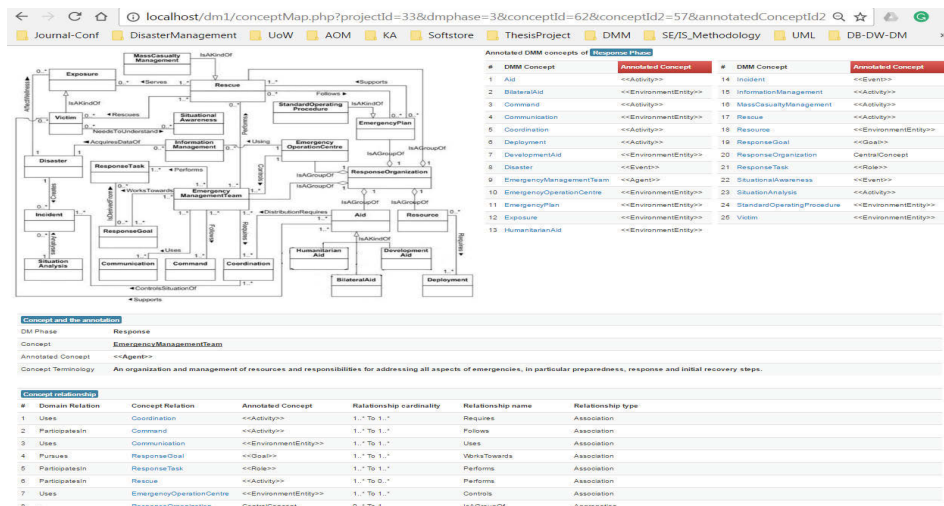 localhost/dm1/conceptMap.php?projectId=33&dmphase=3&conceptId=62&conceptId2=57&annotatedConceptId2
Journal-Conf DisasterManagement UoW AOM KA Softstore ThesisProject DMM SE/IS_Methodology UML DB-DW-DM
MassCasualty
Management
IsAKindOf
Exposure
0..*
Serves
1..*
Rescue
Supports
Follows
IsAKindOf
StandardOperating
Procedure
IsAKindOf
EmergencyPlan
Victim
0..*
Rescues
Situational
Awareness
NeedsToUnderstand
AcquiresDataOf
Information
Management
Using
Emergency
OperationCentre
IsAGroupOf
Disaster
ResponseTask
Performs
IsAGroupOf
ResponseOrganization
IsAGroupOf
WorksTowards
Emergency
ManagementTeam
IsAGroupOf IsAGroupOf
Incident
DistributionRequires
Aid
Resource
ResponseGoal
Uses
IsAKindOf
Situation
Analysis
Communication
Command
Coordination
Humanitarian
Aid
Development
Aid
BilateralAid
Deployment
ControlsSituationOf
Supports
Annotated DMM concepts of Response Phase
# DMM Concept Annotated Concept
1 Aid <<Activity>>
2 BilateralAid <<EnvironmentEntity>>
3 Command <<Activity>>
4 Communication <<EnvironmentEntity>>
5 Coordination <<Activity>>
6 Deployment <<Activity>>
7 DevelopmentAid <<EnvironmentEntity>>
8 Disaster <<Event>>
9 EmergencyManagementTeam <<Agent>>
10 EmergencyOperationCentre <<EnvironmentEntity>>
11 EmergencyPlan <<EnvironmentEntity>>
12 Exposure <<EnvironmentEntity>>
13 HumanitarianAid <<EnvironmentEntity>>
# DMM Concept Annotated Concept
14 Incident <<Event>>
15 InformationManagement <<Activity>>
16 MassCasualtyManagement <<Activity>>
17 Rescue <<Activity>>
18 Resource <<EnvironmentEntity>>
19 ResponseGoal <<Goal>>
20 ResponseOrganization CentralConcept
21 ResponseTask <<Role>>
22 SituationalAwareness <<Event>>
23 SituationAnalysis <<Activity>>
24 StandardOperatingProcedure <<EnvironmentEntity>>
25 Victim <<EnvironmentEntity>>
Concept and the annotation
DM Phase Response
Concept EmergencyManagementTeam
Annotated Concept <<Agent>>
Concept Terminology An organization and management of resources and responsibilities for addressing all aspects of emergencies, in particular preparedness, response and initial recovery steps.
Concept relationship
# Domain Relation Concept Relation Annotated Concept Ralationship cardinality Relationship name Relationship type
1 Uses Coordination <<Activity>> 1..* To 1..* Requires Association
2 ParticipatesIn Command <<Activity>> 1..* To 1..* Follows Association
3 Uses Communication <<EnvironmentEntity>> 1..* To 1..* Uses Association
4 Pursues ResponseGoal <<Goal>> 1..* To 1..* WorksTowards Association
5 ParticipatesIn ResponseTask <<Role>> 1..* To 1..* Performs Association
6 ParticipatesIn Rescue <<Activity>> 1..* To 0..* Performs Association
7 Uses EmergencyOperationCentre <<EnvironmentEntity>> 1..* To 1..* Controls Association